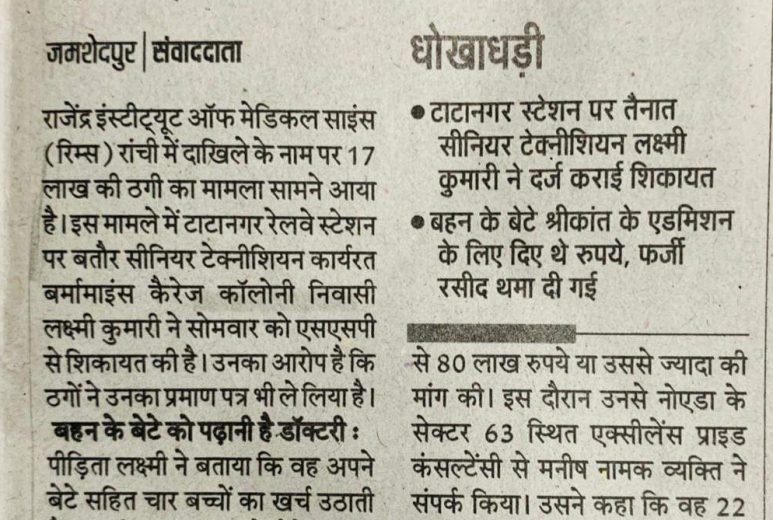 जमशेदपुर | संवाददाता
राजेंद्र इंस्टीट्यूट ऑफ मेडिकल साइंस
(रिम्स) रांची में दाखिले के नाम पर 17
लाख की ठगी का मामला सामने आया
है। इस मामले में टाटानगर रेलवे स्टेशन
पर बतौर सीनियर टेक्नीशियन कार्यरत
बर्मामाइंस कैरेज कॉलोनी निवासी
लक्ष्मी कुमारी ने सोमवार को एसएसपी
से शिकायत की है। उनका आरोप है कि
ठगों ने उनका प्रमाण पत्र भी ले लिया है।
बहन के बेटे को पढ़ानी है डॉक्टरी :
पीड़िता लक्ष्मी ने बताया कि वह अपने
बेटे सहित चार बच्चों का खर्च उठाती
धोखाधड़ी
● टाटानगर स्टेशन पर तैनात
सीनियर टेक्नीशियन लक्ष्मी
कुमारी ने दर्ज कराई शिकायत
● बहन के बेटे श्रीकांत के एडमिशन
के लिए दिए थे रुपये, फर्जी
रसीद थमा दी गई
से 80 लाख रुपये या उससे ज्यादा की
मांग की। इस दौरान उनसे नोएडा के
सेक्टर 63 स्थित एक्सीलेंस प्राइड
कंसल्टेंसी से मनीष नामक व्यक्ति ने
संपर्क किया। उसने कहा कि वह 22